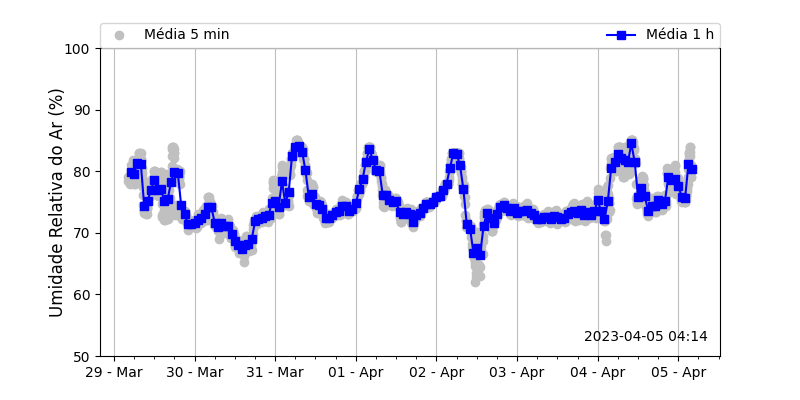 Média 5 min
Média 1 h
Umidade Relativa do Ar (%)
100
90
80
70
60
50
2023-04-05 04:14
29 - Mar
30 - Mar
31 - Mar
01 - Apr
02 - Apr
03 - Apr
04 - Apr
05 - Apr